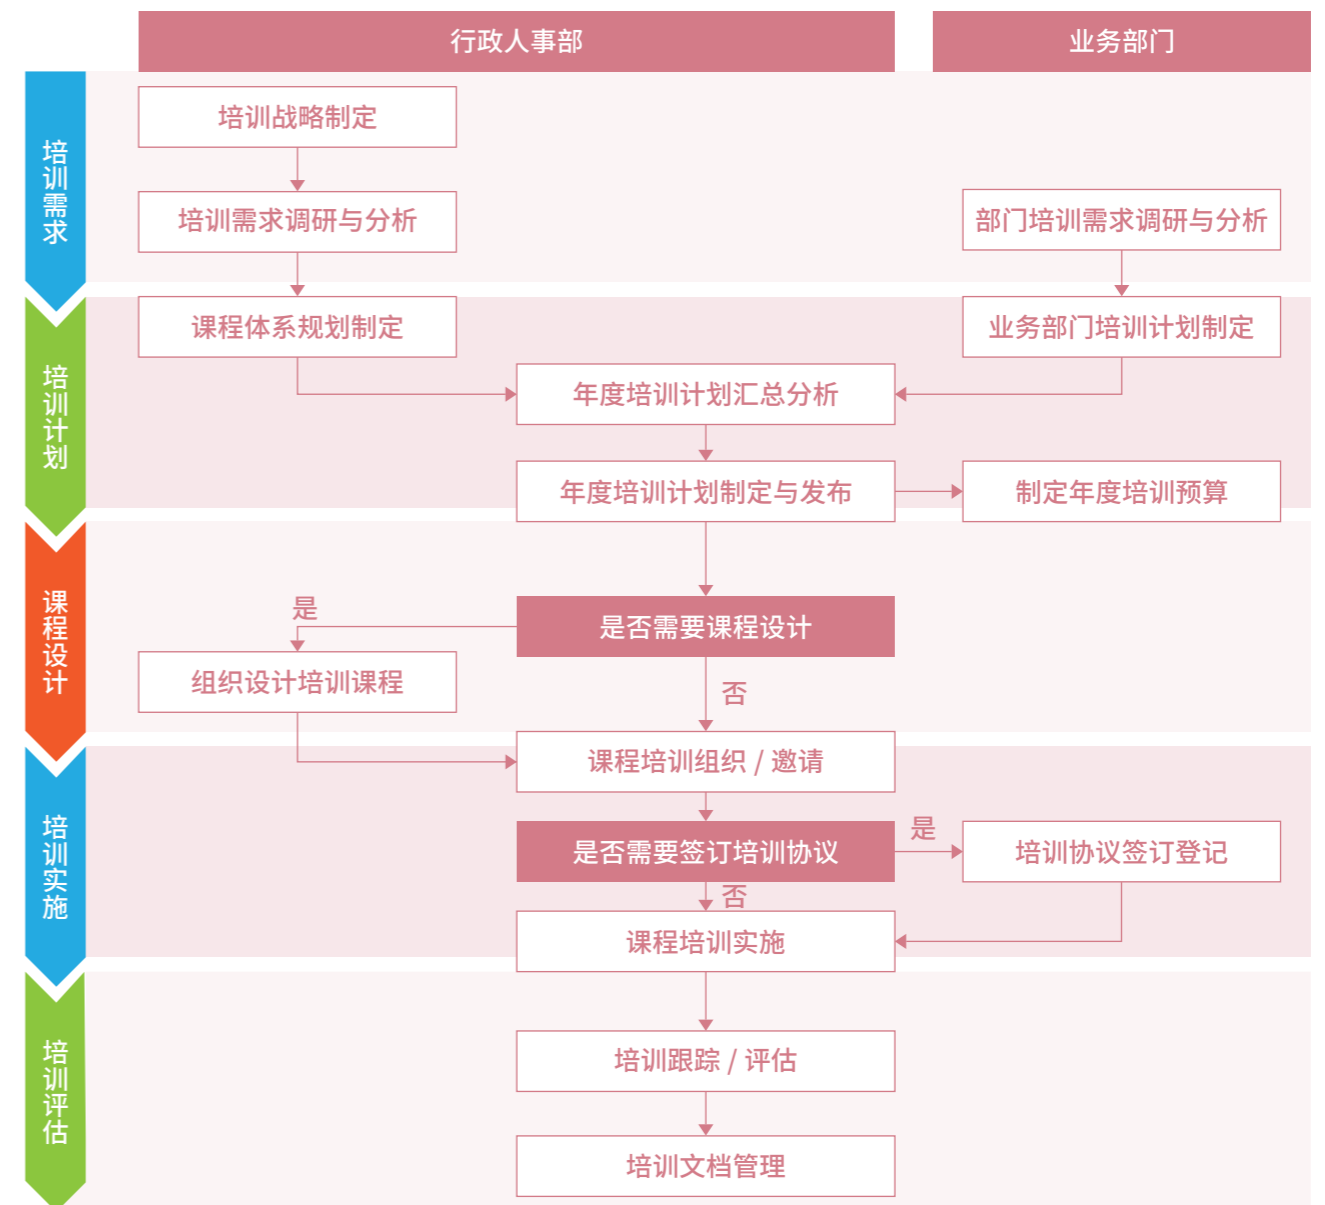 行政人事部
业务部门
培训需求
培训战略制定
培训需求调研与分析
部门培训需求调研与分析
培训计划
课程体系规划制定
业务部门培训计划制定
年度培训计划汇总分析
年度培训计划制定与发布
制定年度培训预算
课程设计
是
是否需要课程设计
组织设计培训课程
否
培训实施
课程培训组织 / 邀请
是否需要签订培训协议
是
培训协议签订登记
否
课程培训实施
培训评估
培训跟踪 / 评估
培训文档管理